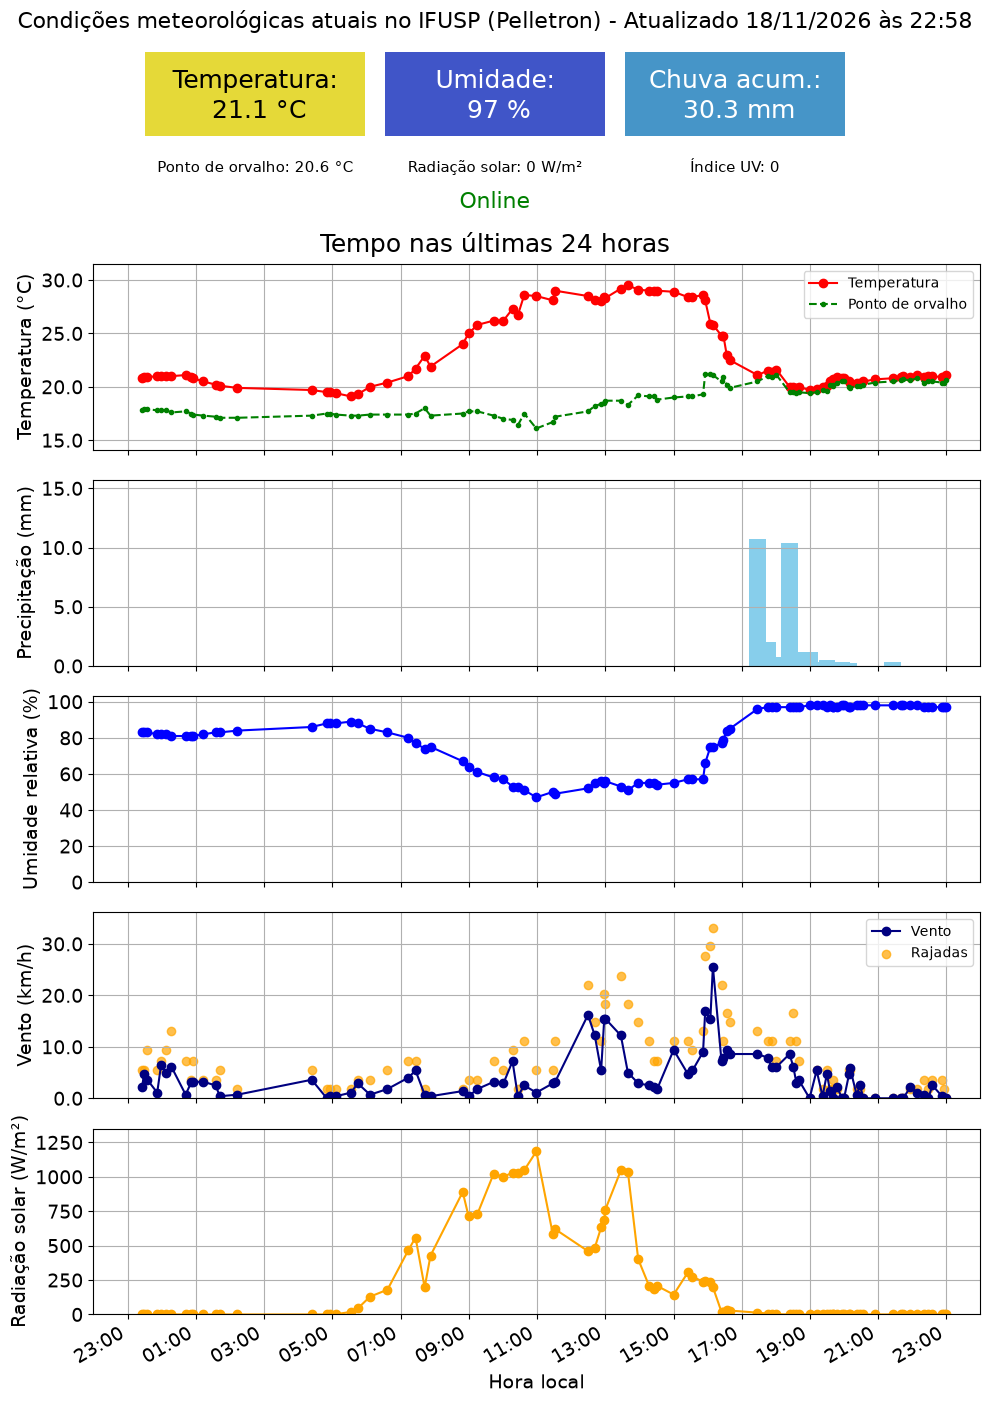 Condições meteorológicas atuais no IFUSP (Pelletron) - Atualizado 18/11/2026 às 22:58
Temperatura:
21.1 °C
Umidade:
97 %
Chuva acum.:
30.3 mm
Ponto de orvalho: 20.6 °C
Radiação solar: 0 W/m²
Índice UV: 0
Online
Tempo nas últimas 24 horas
Temperatura (°C)
30.0
25.0
20.0
15.0
Temperatura
Ponto de orvalho
Precipitação (mm)
15.0
10.0
5.0
0.0
Umidade relativa (%)
100
80
60
40
20
0
Vento (km/h)
30.0
20.0
10.0
0.0
Vento
Rajadas
Radiação solar (W/m²)
1250
1000
750
500
250
0
23:00 01:00 03:00 05:00 07:00 09:00 11:00 13:00 15:00 17:00 19:00 21:00 23:00
Hora local